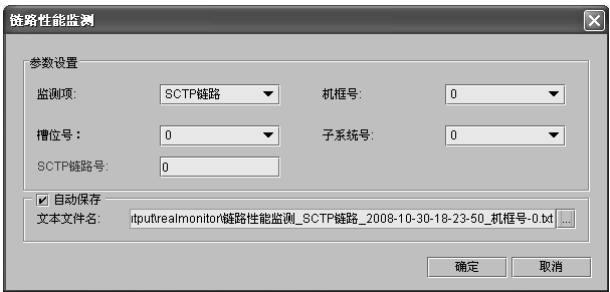 链路性能监测
参数设置
监测项: SCTP链路 机框号: 0
槽位号： 0 子系统号: 0
SCTP链路号: 0
自动保存
文本文件名: ıtput\realmonitor\链路性能监测_SCTP链路_2008-10-30-18-23-50_机框号-0.txt ...
确定 取消